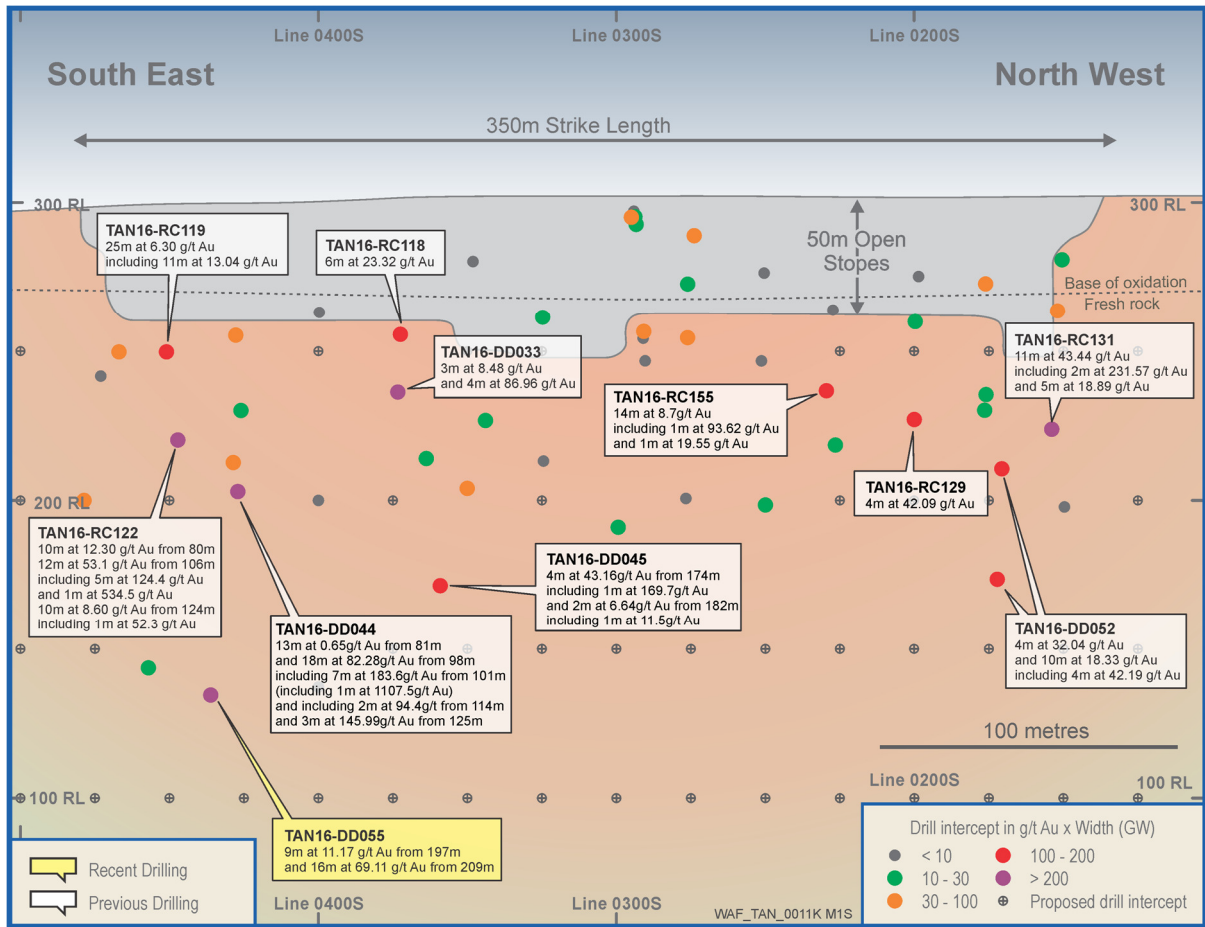 Line 0400S
Line 0300S
Line 0200S
South East
North West
350m Strike Length
300 RL
300 RL
TAN16-RC119
25m at 6.30 g/t Au
including 11m at 13.04 g/t Au
TAN16-RC118
6m at 23.32 g/t Au
50m Open
Stopes
Base of oxidation
Fresh rock
TAN16-DD033
3m at 8.48 g/t Au
and 4m at 86.96 g/t Au
TAN16-RC131
11m at 43.44 g/t Au
including 2m at 231.57 g/t Au
and 5m at 18.89 g/t Au
TAN16-RC155
14m at 8.7g/t Au
including 1m at 93.62 g/t Au
and 1m at 19.55 g/t Au
TAN16-RC129
4m at 42.09 g/t Au
200 RL
TAN16-RC122
10m at 12.30 g/t Au from 80m
12m at 53.1 g/t Au from 106m
including 5m at 124.4 g/t Au
and 1m at 534.5 g/t Au
10m at 8.60 g/t Au from 124m
including 1m at 52.3 g/t Au
TAN16-DD045
4m at 43.16g/t Au from 174m
including 1m at 169.7g/t Au
and 2m at 6.64g/t Au from 182m
including 1m at 11.5g/t Au
TAN16-DD044
13m at 0.65g/t Au from 81m
and 18m at 82.28g/t Au from 98m
including 7m at 183.6g/t Au from 101m
(including 1m at 1107.5g/t Au)
and including 2m at 94.4g/t from 114m
and 3m at 145.99g/t Au from 125m
TAN16-DD052
4m at 32.04 g/t Au
and 10m at 18.33 g/t Au
including 4m at 42.19 g/t Au
100 metres
Line 0200S
100 RL
100 RL
TAN16-DD055
9m at 11.17 g/t Au from 197m
and 16m at 69.11 g/t Au from 209m
Recent Drilling
Previous Drilling
Line 0400S
Line 0300S
WAF_TAN_0011K M1S
Drill intercept in g/t Au x Width (GW)
< 10
100 - 200
10 - 30
> 200
30 - 100
Proposed drill intercept